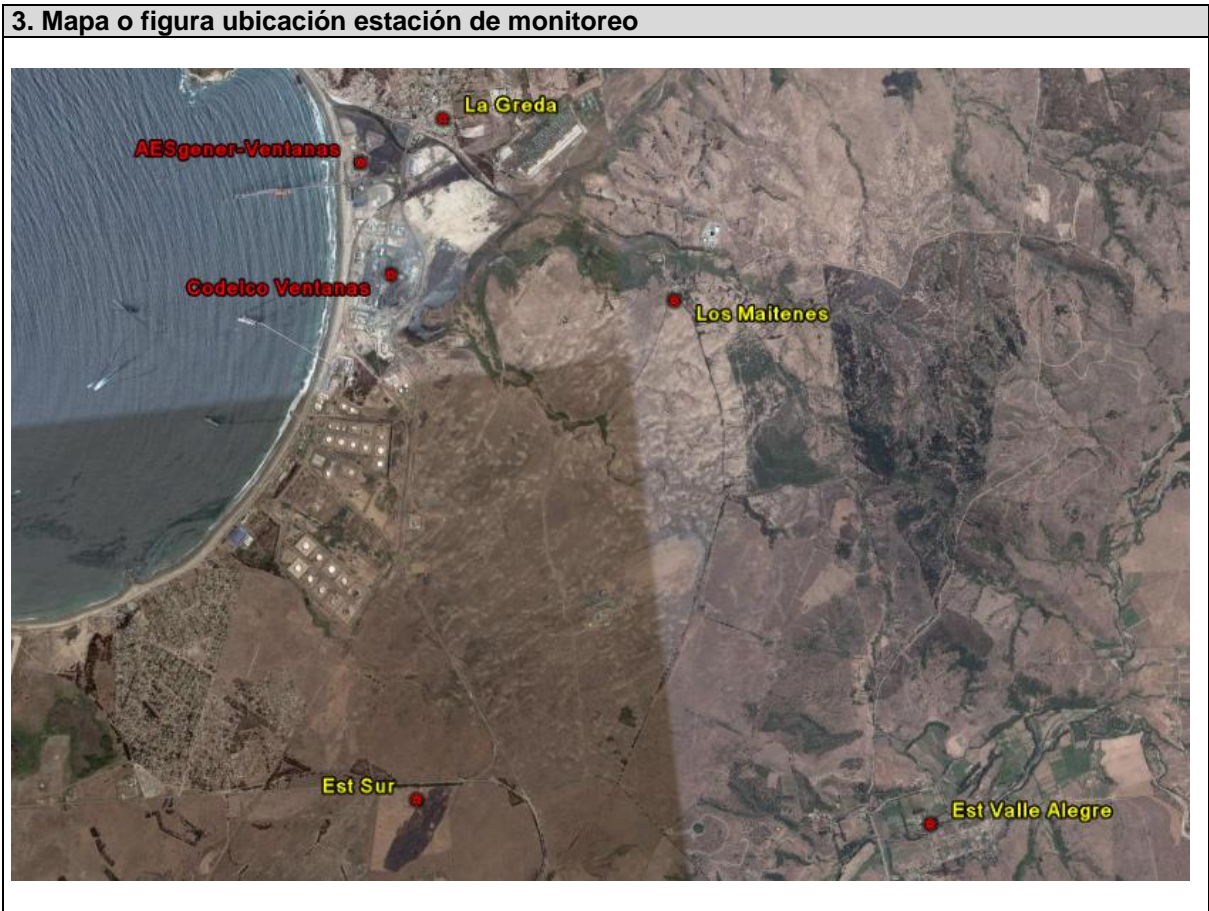 3. Mapa o figura ubicación estación de monitoreo
La Greda
AESgener-Ventanas
Codelco Ventanas
Los Maitenes
Est Sur
Est Valle Alegre